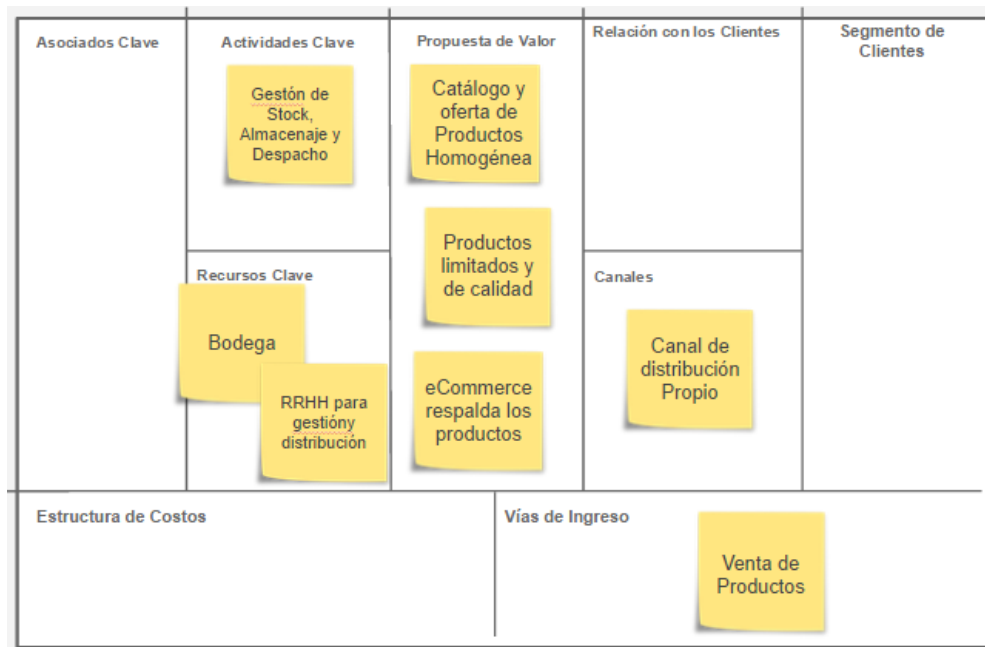 Asociados Clave
Actividades Clave
Gestón de
Stock,
Almacenaje y
Despacho
Recursos Clave
Bodega
RRHH para
gestióny
distribución
Propuesta de Valor
Catálogo y
oferta de
Productos
Homogénea
Productos
limitados y
de calidad
eCommerce
respalda los
productos
Relación con los Clientes
Canales
Canal de
distribución
Propio
Segmento de
Clientes
Estructura de Costos
Vías de Ingreso
Venta de
Productos